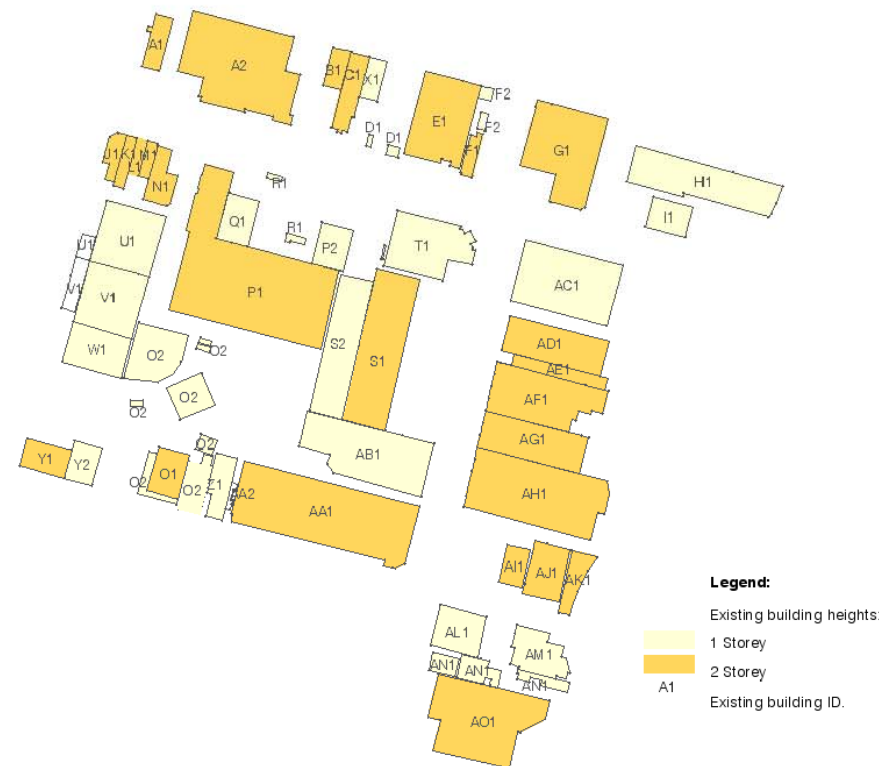 A1
A2
B1
C1
X1
E1
F2
F2
F1
D1
D1
G1
HI1
I1
J1
K1
L1
M1
N1
R1
Q1
R1
P2
T1
U1
U1
V1
V1
W1
O2
O2
P1
S2
S1
AC1
AD1
AE1
AF1
AG1
AH1
O2
O2
AB1
Y1
Y2
O2
O1
O2
O2
Z1
A2
AA1
AI1
AJ1
AK1
AL1
AM1
AN1
AN1
AN1
AO1
Legend:
Existing building heights:
1 Storey
2 Storey
A1
Existing building ID.